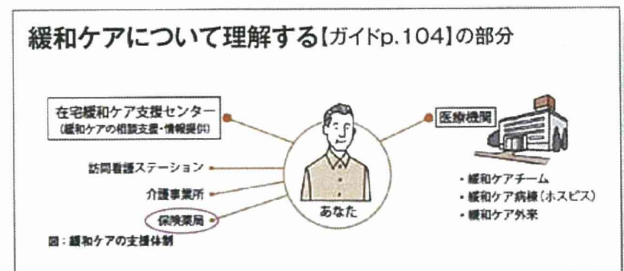 緩和ケアについて理解する【ガイドp.104】の部分
在宅緩和ケア支援センター
(緩和ケアの相談支援・情報提供)
訪問看護ステーション
介護事業所
保険薬局
あなた
医療機関
・緩和ケアチーム
・緩和ケア病棟(ホスピス)
・緩和ケア外来
図：緩和ケアの支援体制